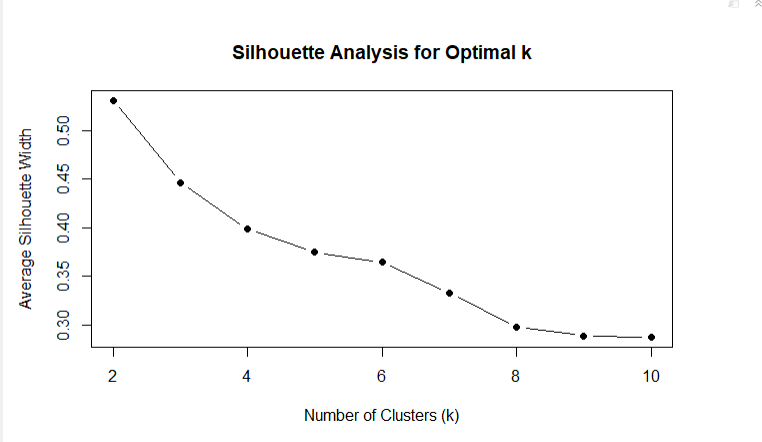 Silhouette Analysis for Optimal k
Average Silhouette Width
0.50
0.45
0.40
0.35
0.30
2 4 6 8 10
Number of Clusters (k)